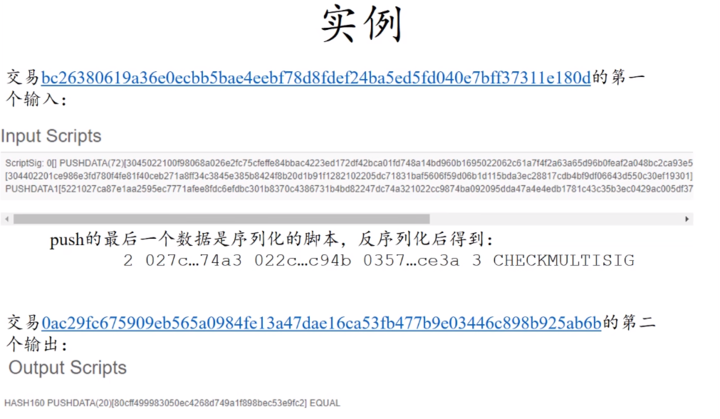 实例
交易bc26380619a36e0ecbb5bae4eebf78d8fdef24ba5ed5fd040e7bff37311e180d的第一
个输入：
Input Scripts
ScriptSig: 0[] PUSHDATA(72)[3045022100f98068a026e2fc75cfeffe84bbac4223ed172df42bca01fd748a14bd960b1695022062c61a7f4f2a63a65d96b0feaf2a048bc2ca93e5
[304402201ce986e3fd780f4fe81f40ceb271a8ff34c3845e385b8424f8b20d1b91f1282102205dc71831baf5606f59d06b1d115bda3ec28817cdb4bf9df06643d550c30ef19301]
PUSHDATA1[5221027ca87e1aa2595ec7771afee8fdc6efdbc301b8370c4386731b4bd82247dc74a321022cc9874ba092095dda47a4e4edb1781c43c35b3ec0429ac005df37
push的最后一个数据是序列化的脚本，反序列化后得到：
2 027c…74a3 022c…c94b 0357…ce3a 3 CHECKMULTISIG
交易0ac29fc675909eb565a0984fe13a47dae16ca53fb477b9e03446c898b925ab6b的第二
个输出：
Output Scripts
HASH160 PUSHDATA(20)[80cff499983050ec4268d749a1f898bec53e9fc2] EQUAL